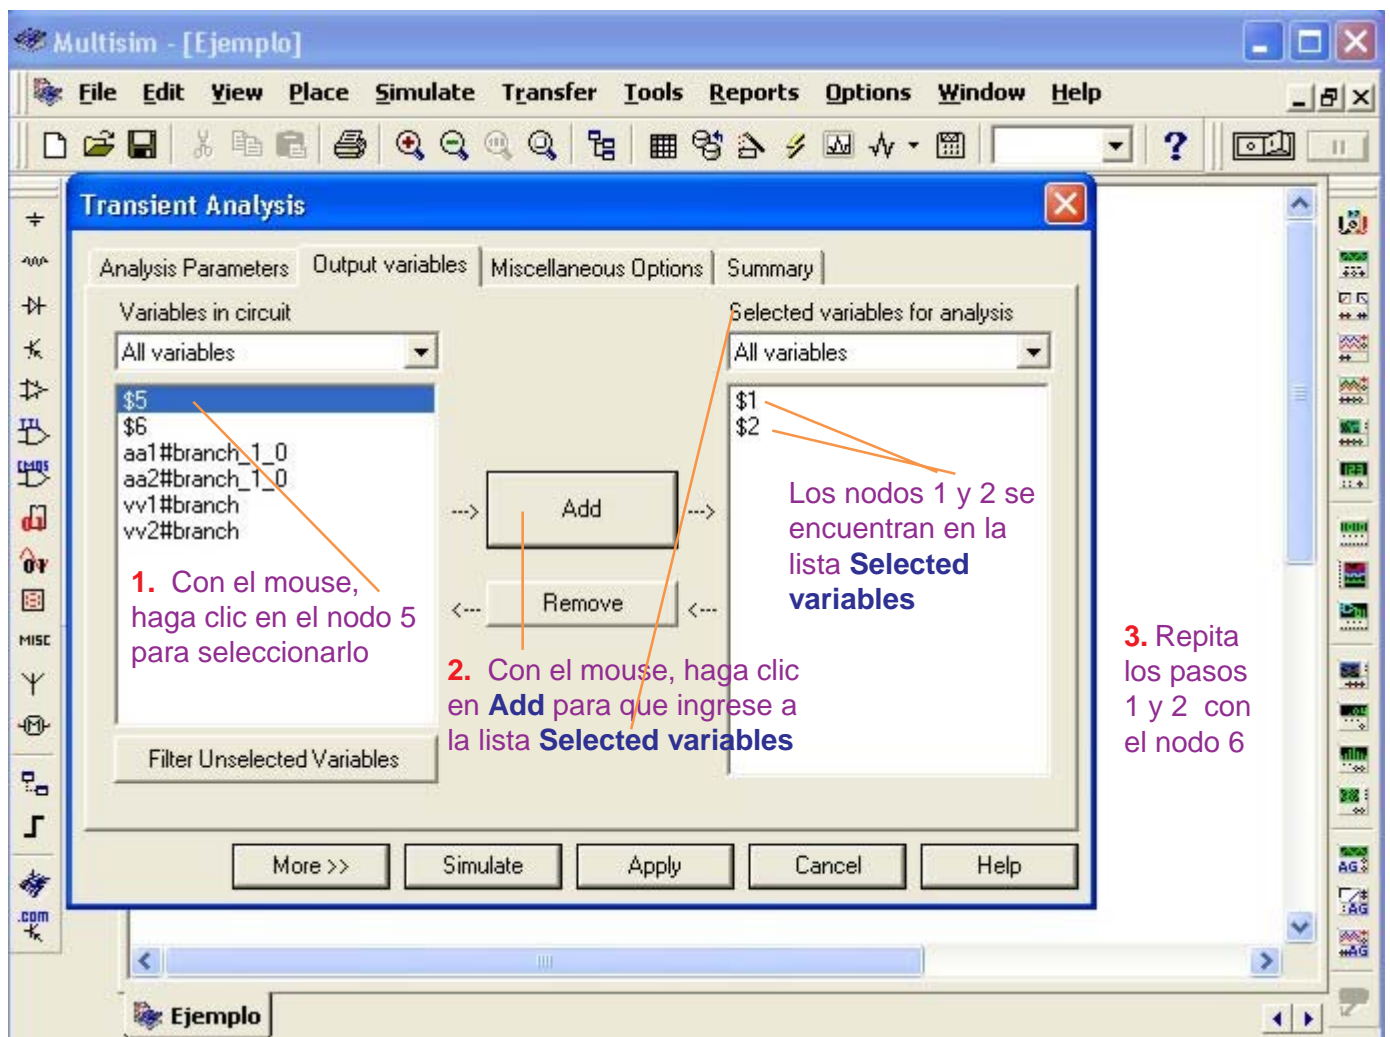 Multisim - [Ejemplo]
File Edit View Place Simulate Transfer Tools Reports Options Window Help
Transient Analysis
Analysis Parameters Output variables Miscellaneous Options Summary
Variables in circuit
All variables
$5
$6
aa1#branch_1_0
aa2#branch_1_0
vv1#branch
vv2#branch
1. Con el mouse,
haga clic en el nodo 5
para seleccionarlo
Filter Unselected Variables
---> Add --->
<--- Remove <---
2. Con el mouse, haga clic
en Add para que ingrese a
la lista Selected variables
Selected variables for analysis
All variables
$1
$2
Los nodos 1 y 2 se
encuentran en la
lista Selected
variables
3. Repita
los pasos
1 y 2 con
el nodo 6
More >> Simulate Apply Cancel Help
TTL
CMOS
MISC
.com
AG
AG
AG
Ejemplo